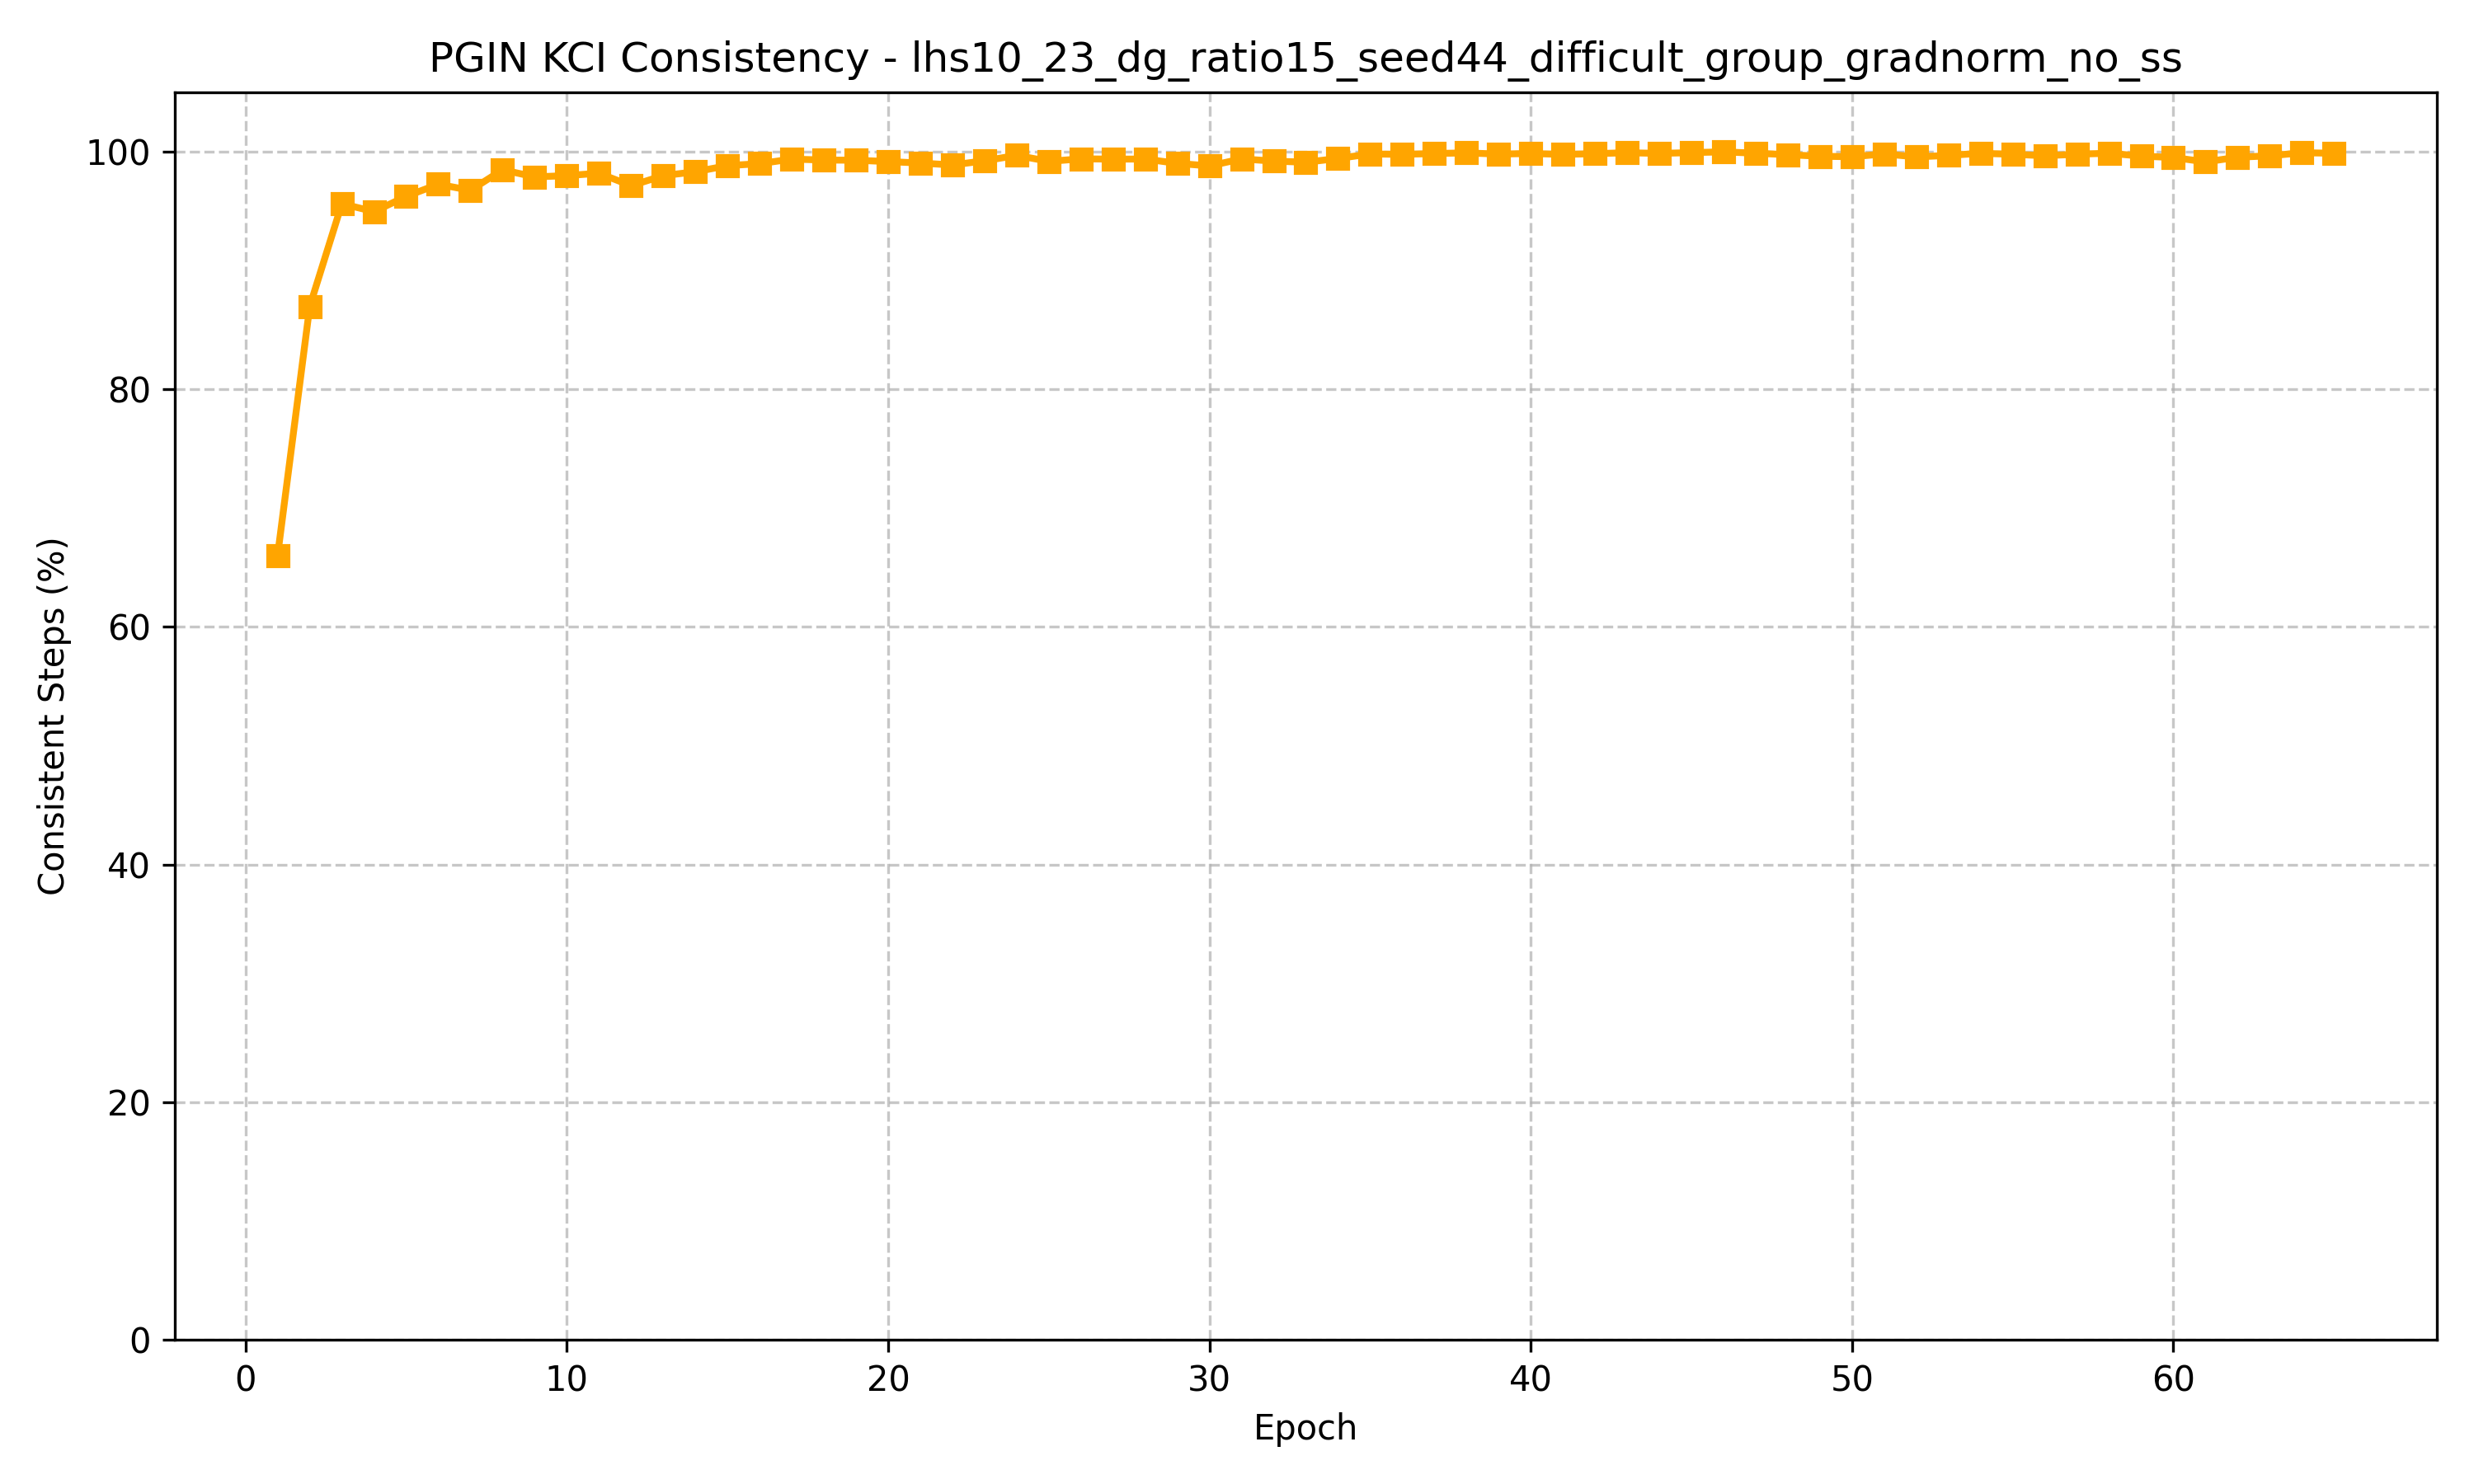 PGIN KCI Consistency - lhs10_23_dg_ratio15_seed44_difficult_group_gradnorm_no_ss
Consistent Steps (%)
100
80
60
40
20
0
0 10 20 30 40 50 60
Epoch